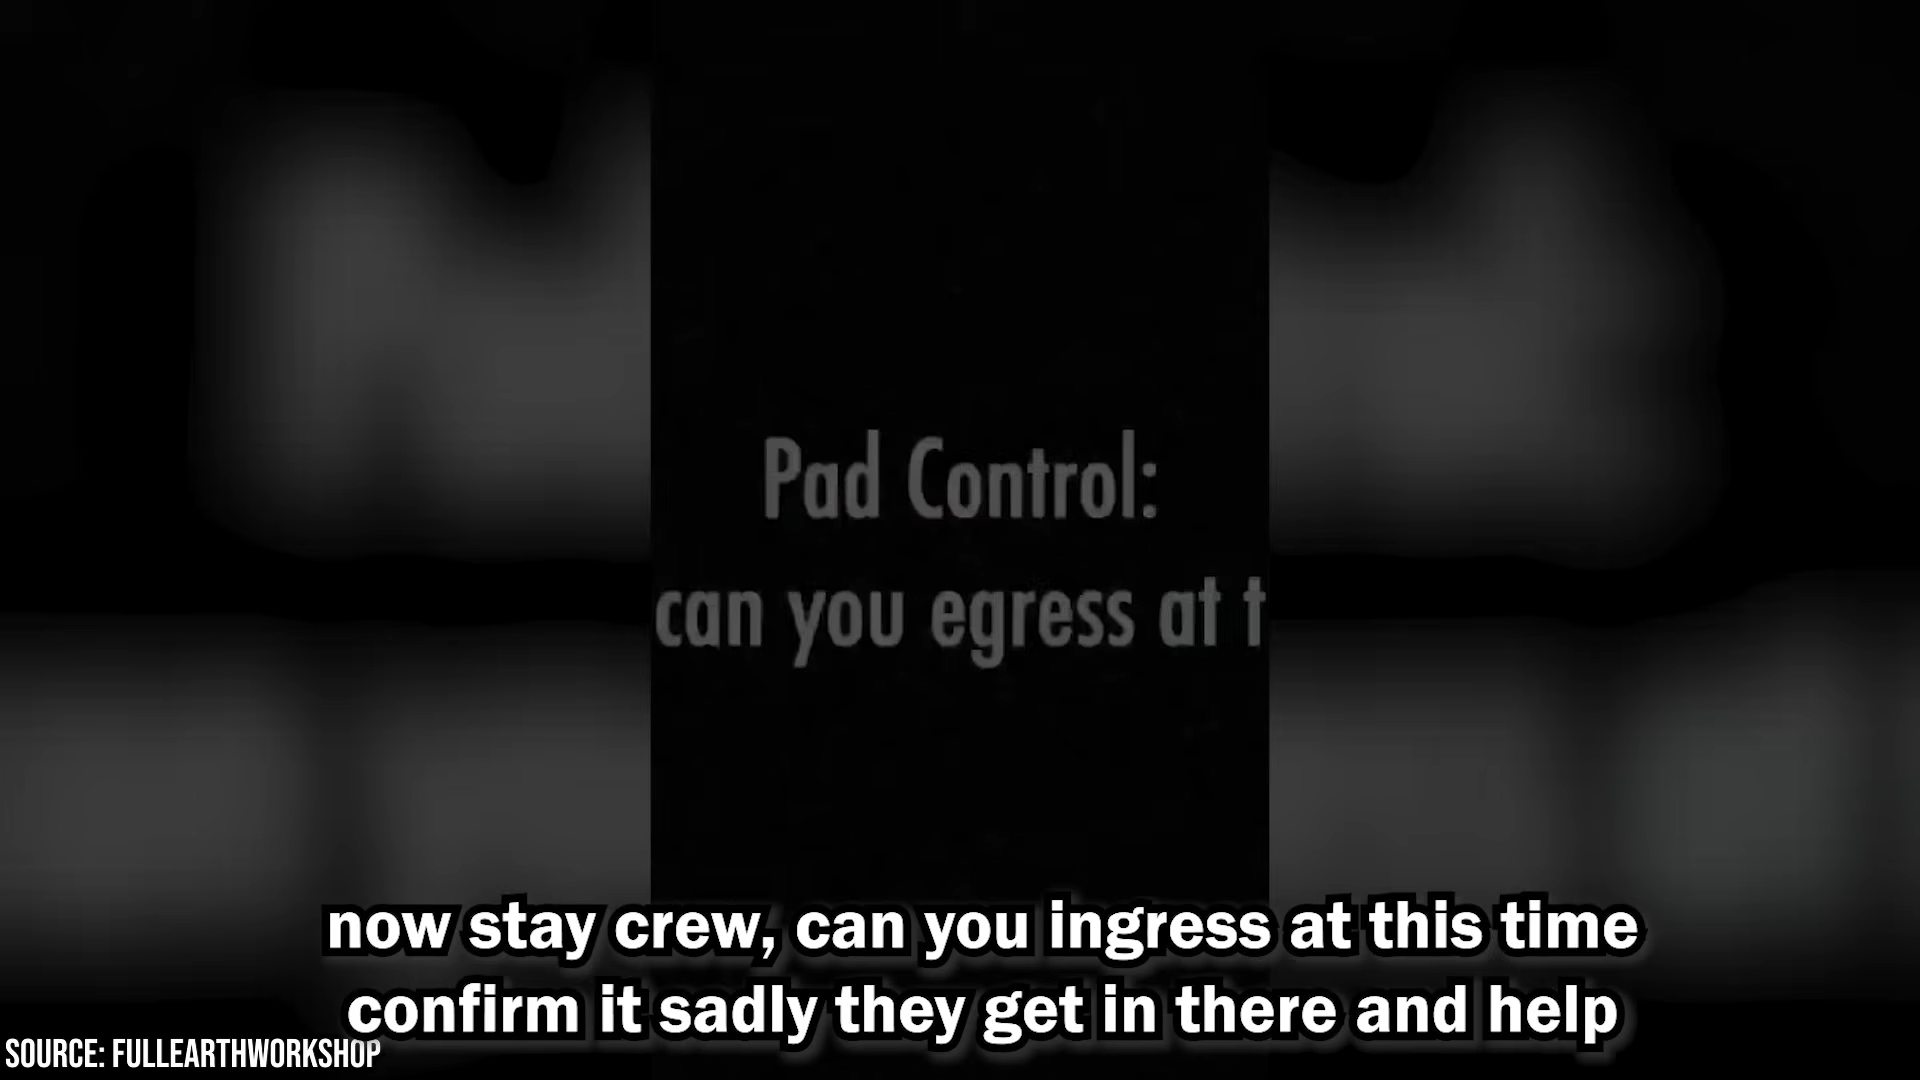 Pad Control:
can you egress at t
now stay crew, can you ingress at this time
confirm it sadly they get in there and help
SOURCE: FULLEARTHWORKSHOP